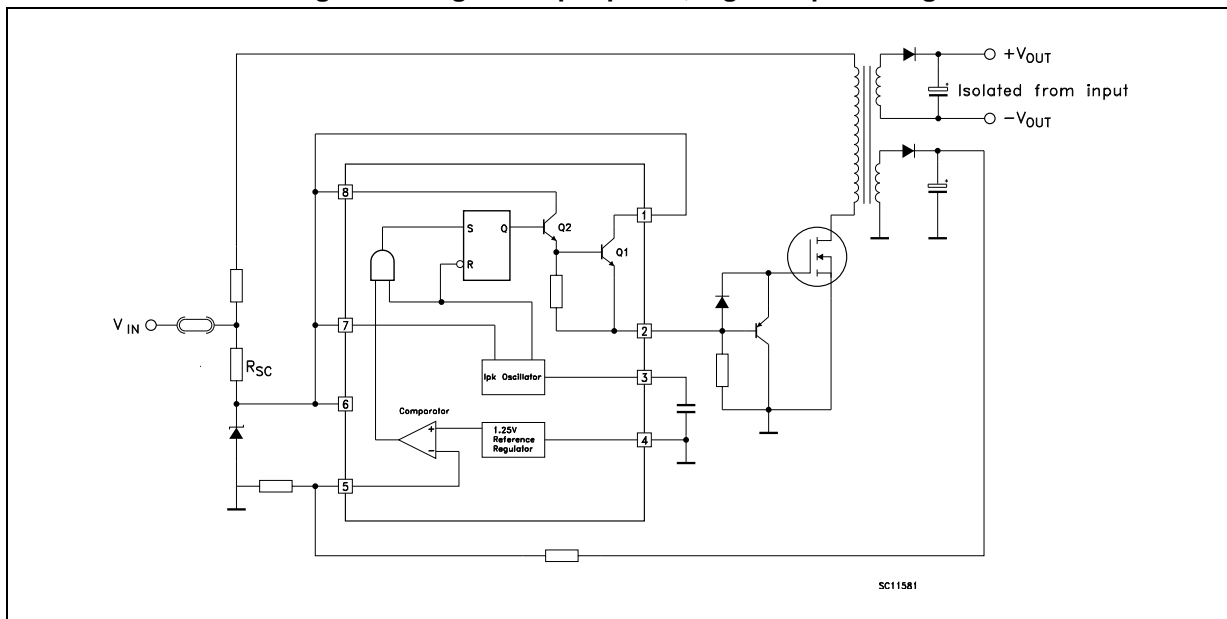 +VOUT
Isolated from input
−VOUT
8
1
S Q
Q2
R
Q1
VIN
7
2
RSC
Ipk Oscillator
3
6
Comparator
+
−
1.25V
Reference
Regulator
4
5
SC11581